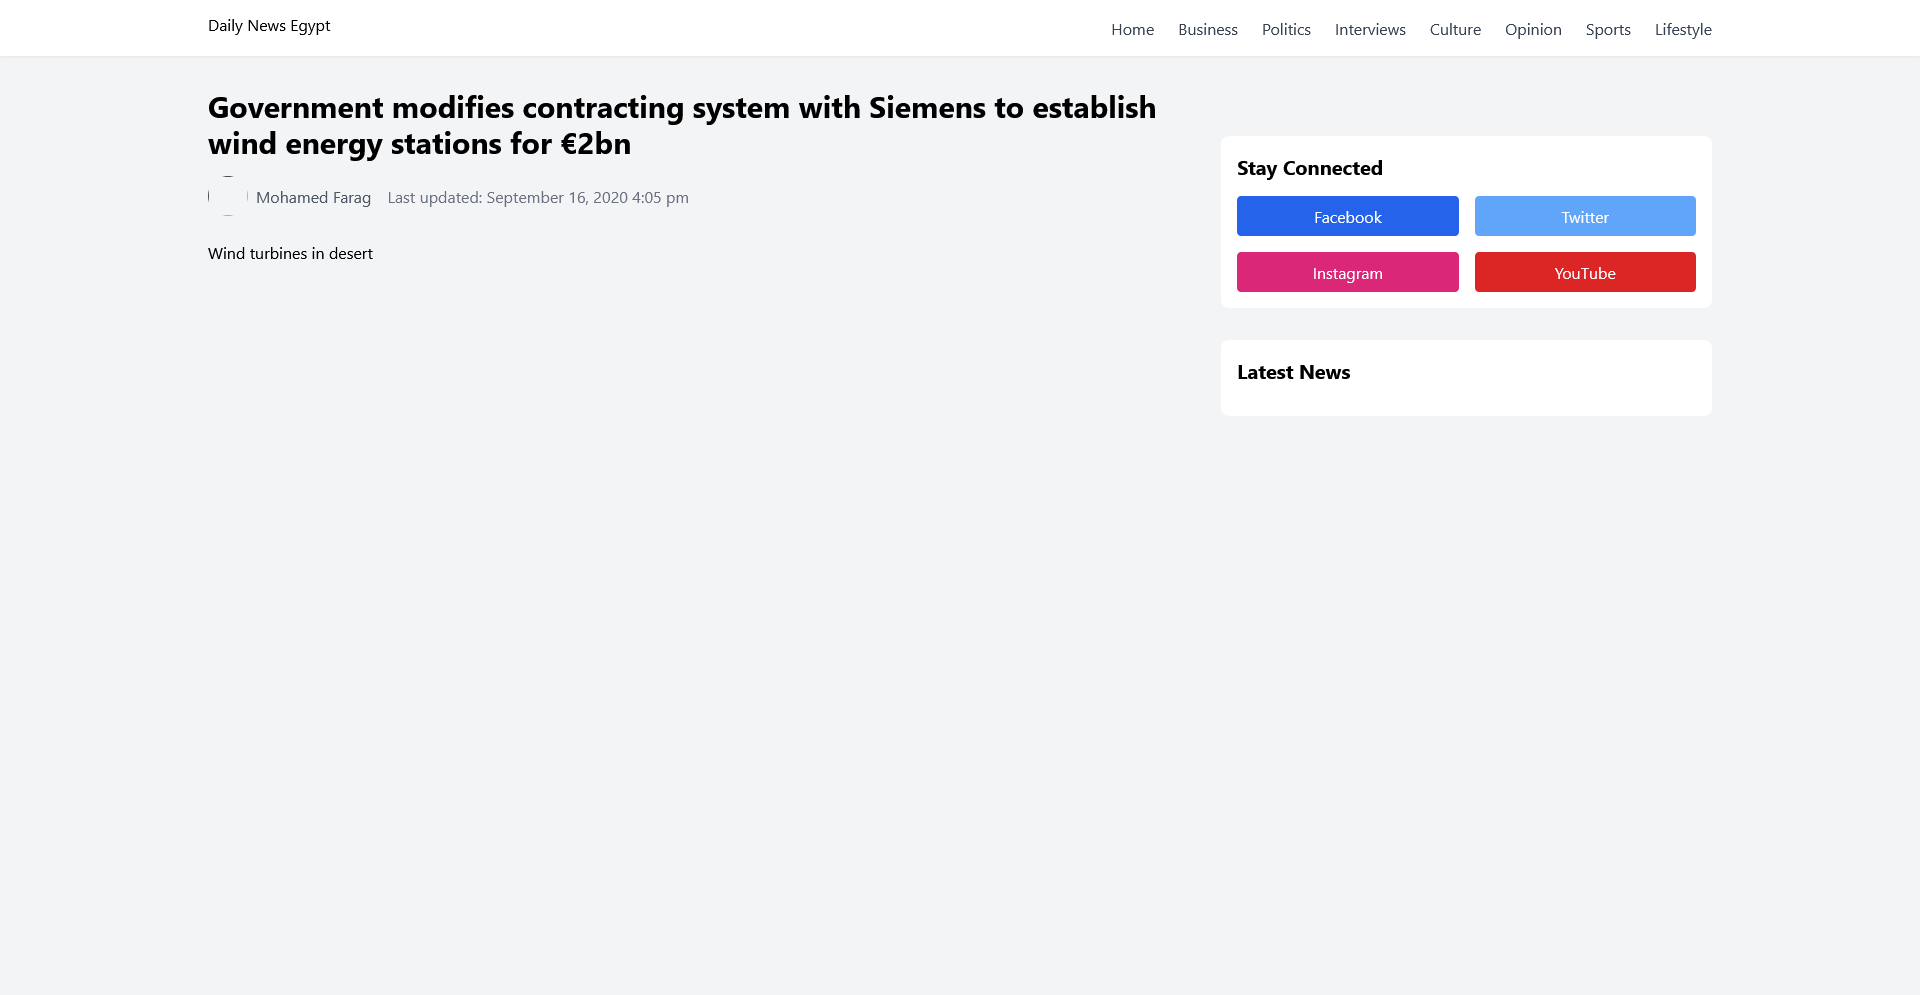 Daily News Egypt
Home Business Politics Interviews Culture Opinion Sports Lifestyle
Government modifies contracting system with Siemens to establish
wind energy stations for €2bn
Mohamed Farag Last updated: September 16, 2020 4:05 pm
Wind turbines in desert
Stay Connected
Facebook Twitter
Instagram YouTube
Latest News